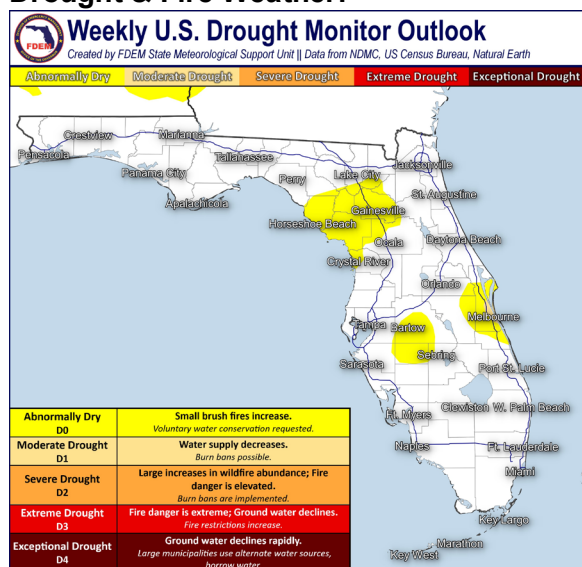 Drought & Fire Weather:
FDEM
Weekly U.S. Drought Monitor Outlook
Created by FDEM State Meteorological Support Unit || Data from NDMC, US Census Bureau, Natural Earth
Abnormally Dry Moderate Drought Severe Drought Extreme Drought Exceptional Drought
Crestview
Marianna
Pensacola
Tallahassee
Jacksonville
Panama City
Perry
Lake City
St. Augustine
Apalachicola
Gainesville
Horseshoe Beach
Ocala
Daytona Beach
Crystal River
Orlando
Melbourne
Tampa
Bartow
Sebring
Sarasota
Port St. Lucie
Ft. Myers
Clewiston
W. Palm Beach
Naples
Ft. Lauderdale
Miami
Key Largo
Marathon
Key West
Abnormally Dry
D0
Small brush fires increase.
Voluntary water conservation requested.
Moderate Drought
D1
Water supply decreases.
Burn bans possible.
Severe Drought
D2
Large increases in wildfire abundance; Fire
danger is elevated.
Burn bans are implemented.
Extreme Drought
D3
Fire danger is extreme; Ground water declines.
Fire restrictions increase.
Exceptional Drought
D4
Ground water declines rapidly.
Large municipalities use alternate water sources,
borrow water.